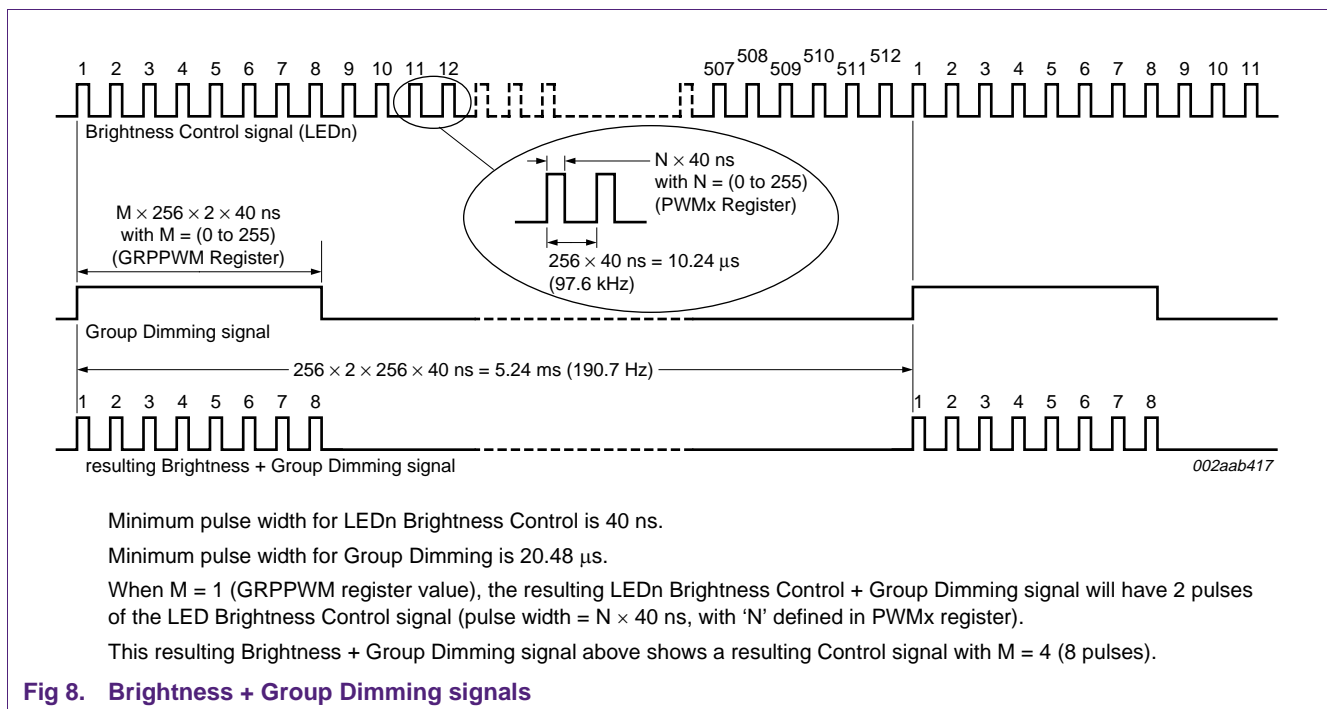 1 2 3 4 5 6 7 8 9 10 11 12 507 508 509 510 511 512 1 2 3 4 5 6 7 8 9 10 11
Brightness Control signal (LEDn)
N × 40 ns
with N = (0 to 255)
(PWMx Register)
M × 256 × 2 × 40 ns
with M = (0 to 255)
(GRPPWM Register)
256 × 40 ns = 10.24 μs
(97.6 kHz)
Group Dimming signal
256 × 2 × 256 × 40 ns = 5.24 ms (190.7 Hz)
1 2 3 4 5 6 7 8 1 2 3 4 5 6 7 8
resulting Brightness + Group Dimming signal
002aab417
Minimum pulse width for LEDn Brightness Control is 40 ns.
Minimum pulse width for Group Dimming is 20.48 μs.
When M = 1 (GRPPWM register value), the resulting LEDn Brightness Control + Group Dimming signal will have 2 pulses
of the LED Brightness Control signal (pulse width = N × 40 ns, with ‘N’ defined in PWMx register).
This resulting Brightness + Group Dimming signal above shows a resulting Control signal with M = 4 (8 pulses).
Fig 8. Brightness + Group Dimming signals